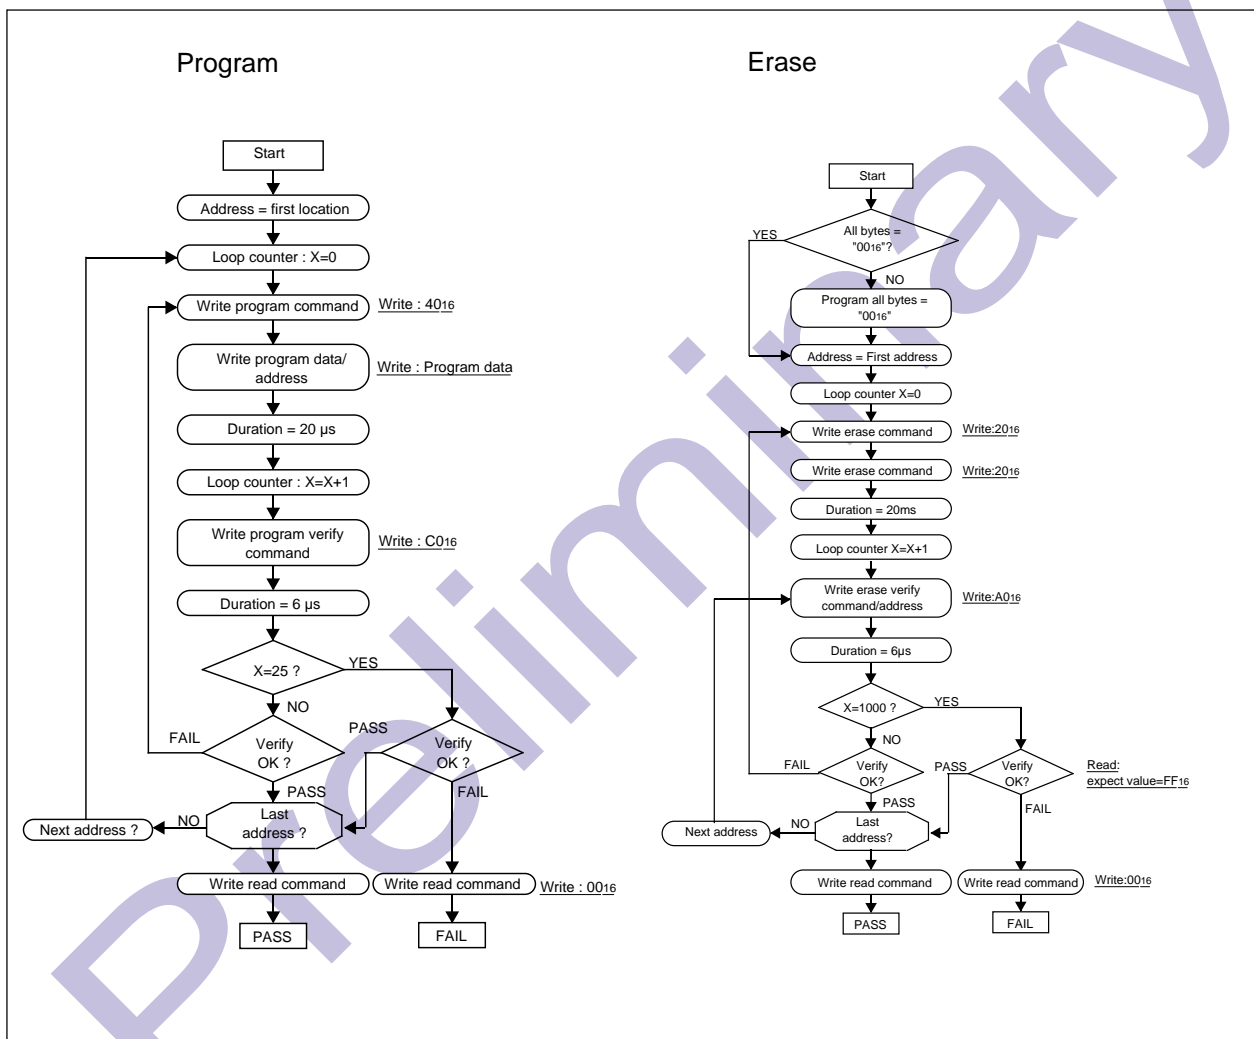 Program
Start
Address = first location
Loop counter : X=0
Write program command
Write : 4016
Write program data/
address
Write : Program data
Duration = 20 µs
Loop counter : X=X+1
Write program verify
command
Write : C016
Duration = 6 µs
X=25 ?
YES
NO
FAIL
Verify
OK ?
PASS
Verify
OK ?
PASS
FAIL
Last
address ?
NO
Next address ?
Write read command
Write read command
Write : 0016
PASS
FAIL
Erase
Start
All bytes =
"0016"?
YES
NO
Program all bytes =
"0016"
Address = First address
Loop counter X=0
Write erase command
Write:2016
Write erase command
Write:2016
Duration = 20ms
Loop counter X=X+1
Write erase verify
command/address
Write:A016
Duration = 6µs
X=1000 ?
YES
NO
FAIL
Verify
OK?
PASS
Verify
OK?
Read:
expect value=FF16
PASS
FAIL
Last
address?
NO
Next address
Write read command
Write read command
Write:0016
PASS
FAIL
Preliminary